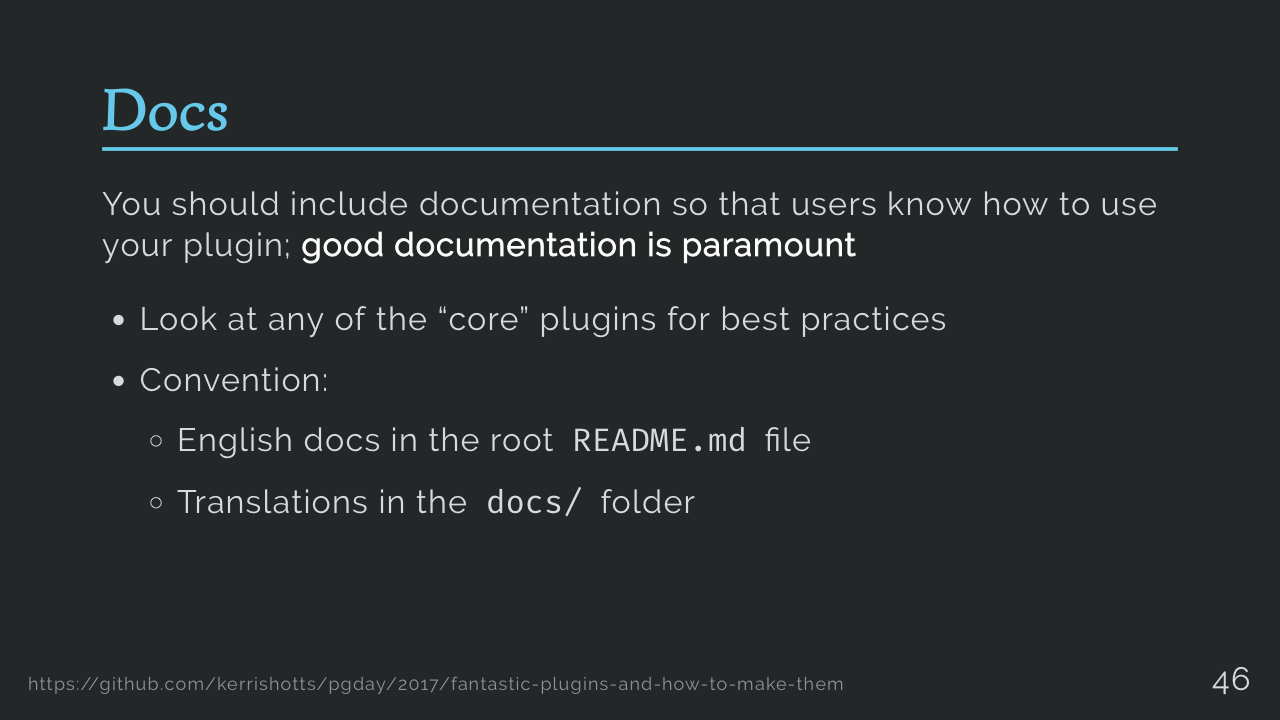 Docs
You should include documentation so that users know how to use
your plugin; good documentation is paramount
• Look at any of the “core” plugins for best practices
• Convention:
○ English docs in the root README.md file
○ Translations in the docs/ folder
https://github.com/kerrishotts/pgday/2017/fantastic-plugins-and-how-to-make-them
46